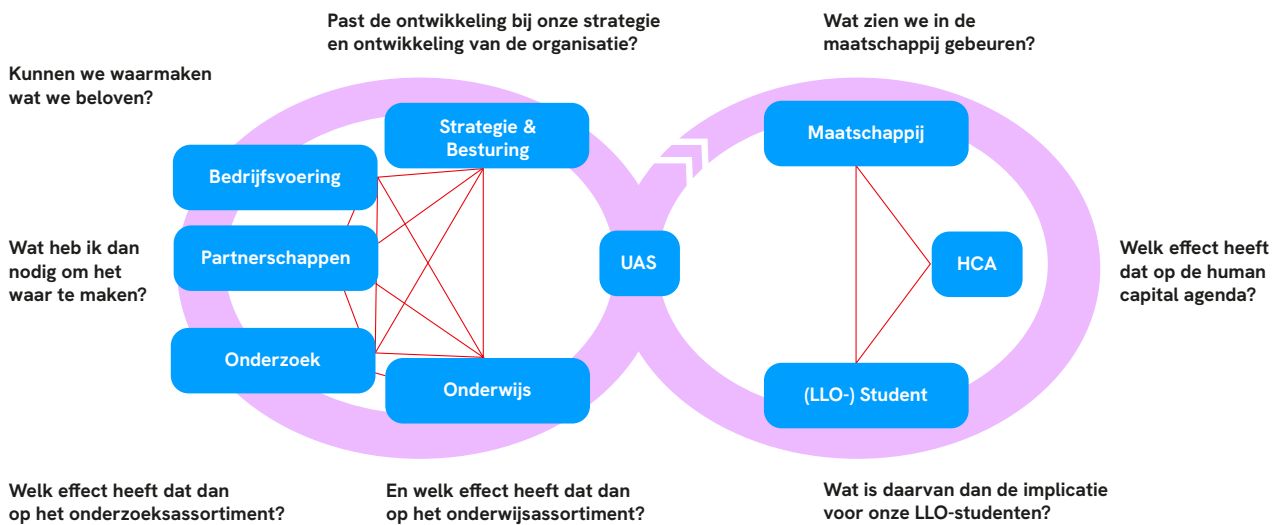 Past de ontwikkeling bij onze strategie
en ontwikkeling van de organisatie?
Wat zien we in de
maatschappij gebeuren?
Kunnen we waarmaken
wat we beloven?
Strategie &
Besturing
Maatschappij
Bedrijfsvoering
Wat heb ik dan
nodig om het
waar te maken?
Partnerschappen
UAS
HCA
Welk effect heeft
dat op de human
capital agenda?
Onderzoek
Onderwijs
(LLO-) Student
Welk effect heeft dat dan
op het onderzoeksassortiment?
En welk effect heeft dat dan
op het onderwijsassortiment?
Wat is daarvan dan de implicatie
voor onze LLO-studenten?